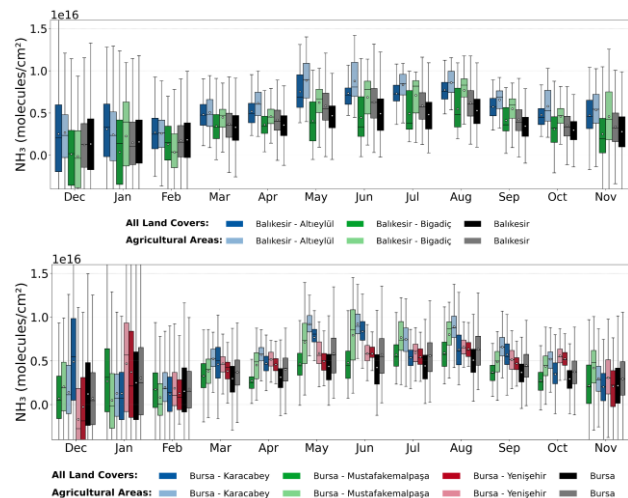 1e16
NH₃ (molecules/cm²)
1.5
1.0
0.5
0.0
Dec Jan Feb Mar Apr May Jun Jul Aug Sep Oct Nov
All Land Covers: Balıkesir - Altıeylül Balıkesir - Bigadiç Balıkesir
Agricultural Areas: Balıkesir - Altıeylül Balıkesir - Bigadiç Balıkesir
1e16
NH₃ (molecules/cm²)
1.5
1.0
0.5
0.0
Dec Jan Feb Mar Apr May Jun Jul Aug Sep Oct Nov
All Land Covers: Bursa - Karacabey Bursa - Mustafakemalpaşa Bursa - Yenişehir Bursa
Agricultural Areas: Bursa - Karacabey Bursa - Mustafakemalpaşa Bursa - Yenişehir Bursa